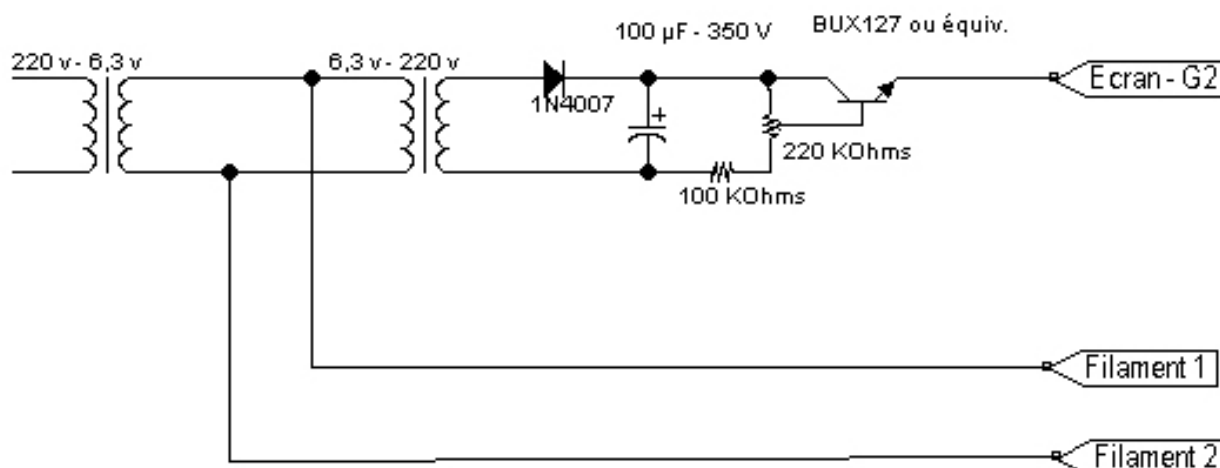 100 µF - 350 V
BUX127 ou équiv.
220 v - 6,3 v
6,3 v - 220 v
Ecran - G2
1N4007
+
220 KOhms
100 KOhms
Filament 1
Filament 2